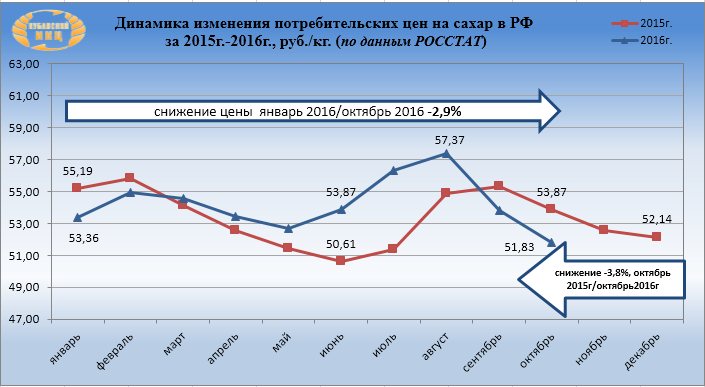 КУБАНСКИЙ
ИКЦ
Динамика изменения потребительских цен на сахар в РФ
за 2015г.-2016г., руб./кг. (по данным РОССТАТ)
2015г.
2016г.
63,00
61,00
59,00
57,00
55,00
53,00
51,00
49,00
47,00
снижение цены январь 2016/октябрь 2016 -2,9%
55,19
53,36
50,61
53,87
57,37
53,87
51,83
52,14
снижение -3,8%, октябрь
2015г/октябрь2016г
январь
февраль
март
апрель
май
июнь
июль
август
сентябрь
октябрь
ноябрь
декабрь